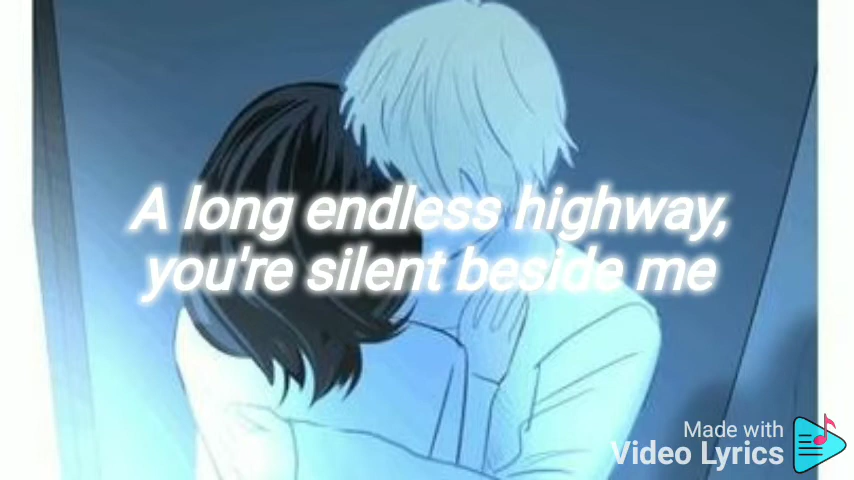 A long endless highway,
you're silent beside me
Made with
Video Lyrics